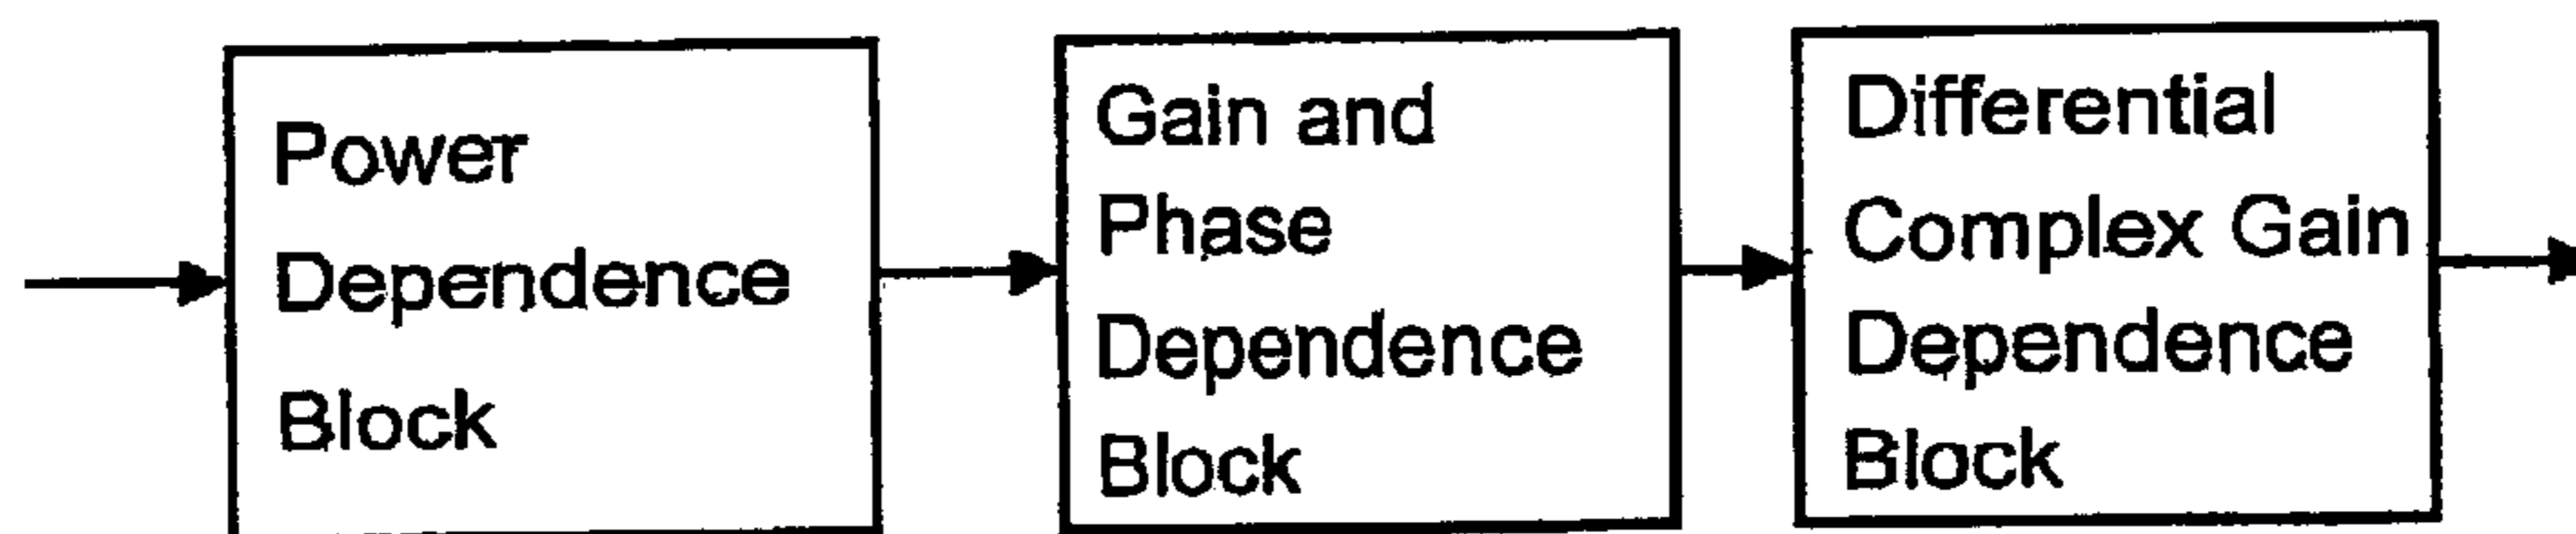 Power
Dependence
Block
Gain and
Phase
Dependence
Block
Differential
Complex Gain
Dependence
Block